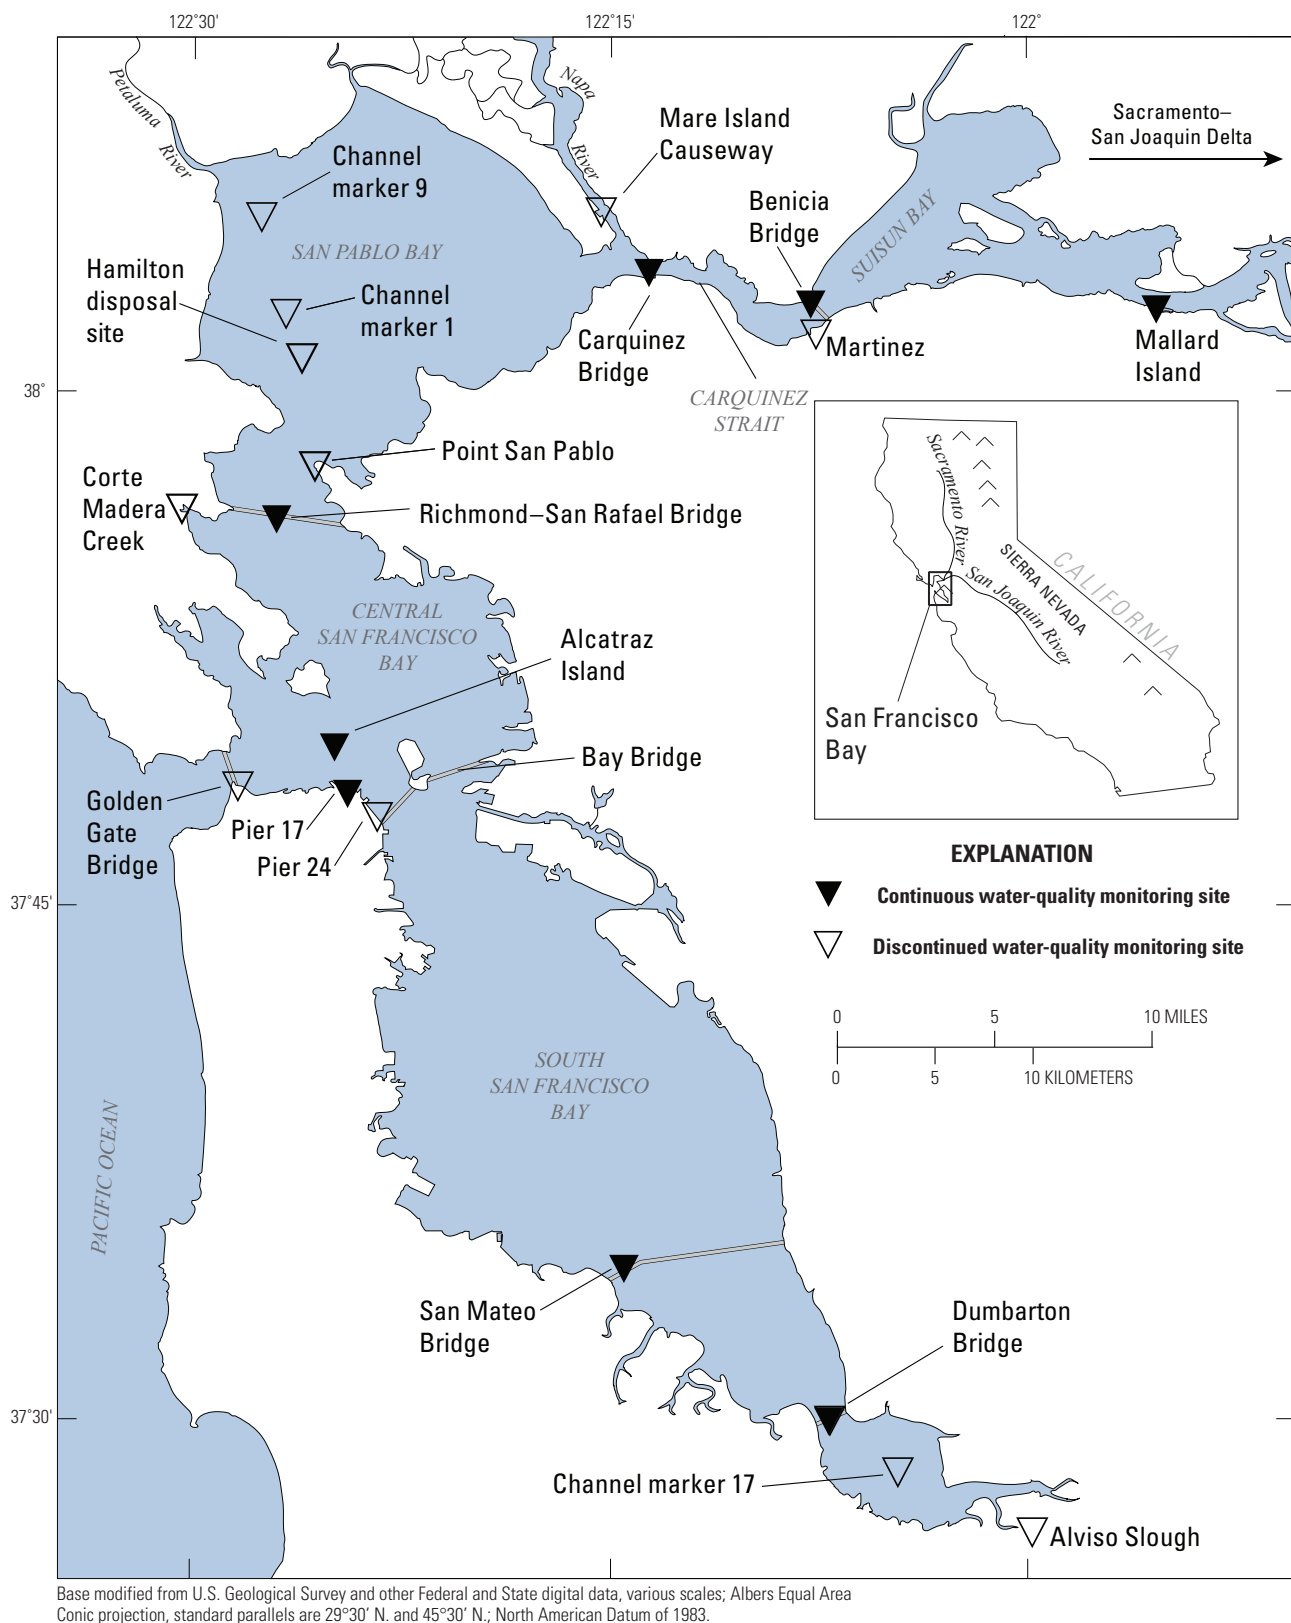 122°30'
122°15'
122°
Petaluma
River
Napa
River
Mare Island
Causeway
Sacramento–
San Joaquin Delta
Channel
marker 9
Benicia
Bridge
SUISUN BAY
SAN PABLO BAY
Hamilton
disposal
site
Channel
marker 1
Carquinez
Bridge
Martinez
Mallard
Island
38°
CARQUINEZ
STRAIT
Point San Pablo
Corte
Madera
Creek
Richmond–San Rafael Bridge
Sacramento River
SIERRA NEVADA
CALIFORNIA
San Joaquin River
San Francisco
Bay
CENTRAL
SAN FRANCISCO
BAY
Alcatraz
Island
Bay Bridge
Golden
Gate
Bridge
Pier 17
Pier 24
EXPLANATION
Continuous water-quality monitoring site
Discontinued water-quality monitoring site
37°45'
0 5 10 MILES
0 5 10 KILOMETERS
SOUTH
SAN FRANCISCO
BAY
PACIFIC OCEAN
San Mateo
Bridge
Dumbarton
Bridge
37°30'
Channel marker 17
Alviso Slough
Base modified from U.S. Geological Survey and other Federal and State digital data, various scales; Albers Equal Area
Conic projection, standard parallels are 29°30' N. and 45°30' N.; North American Datum of 1983.